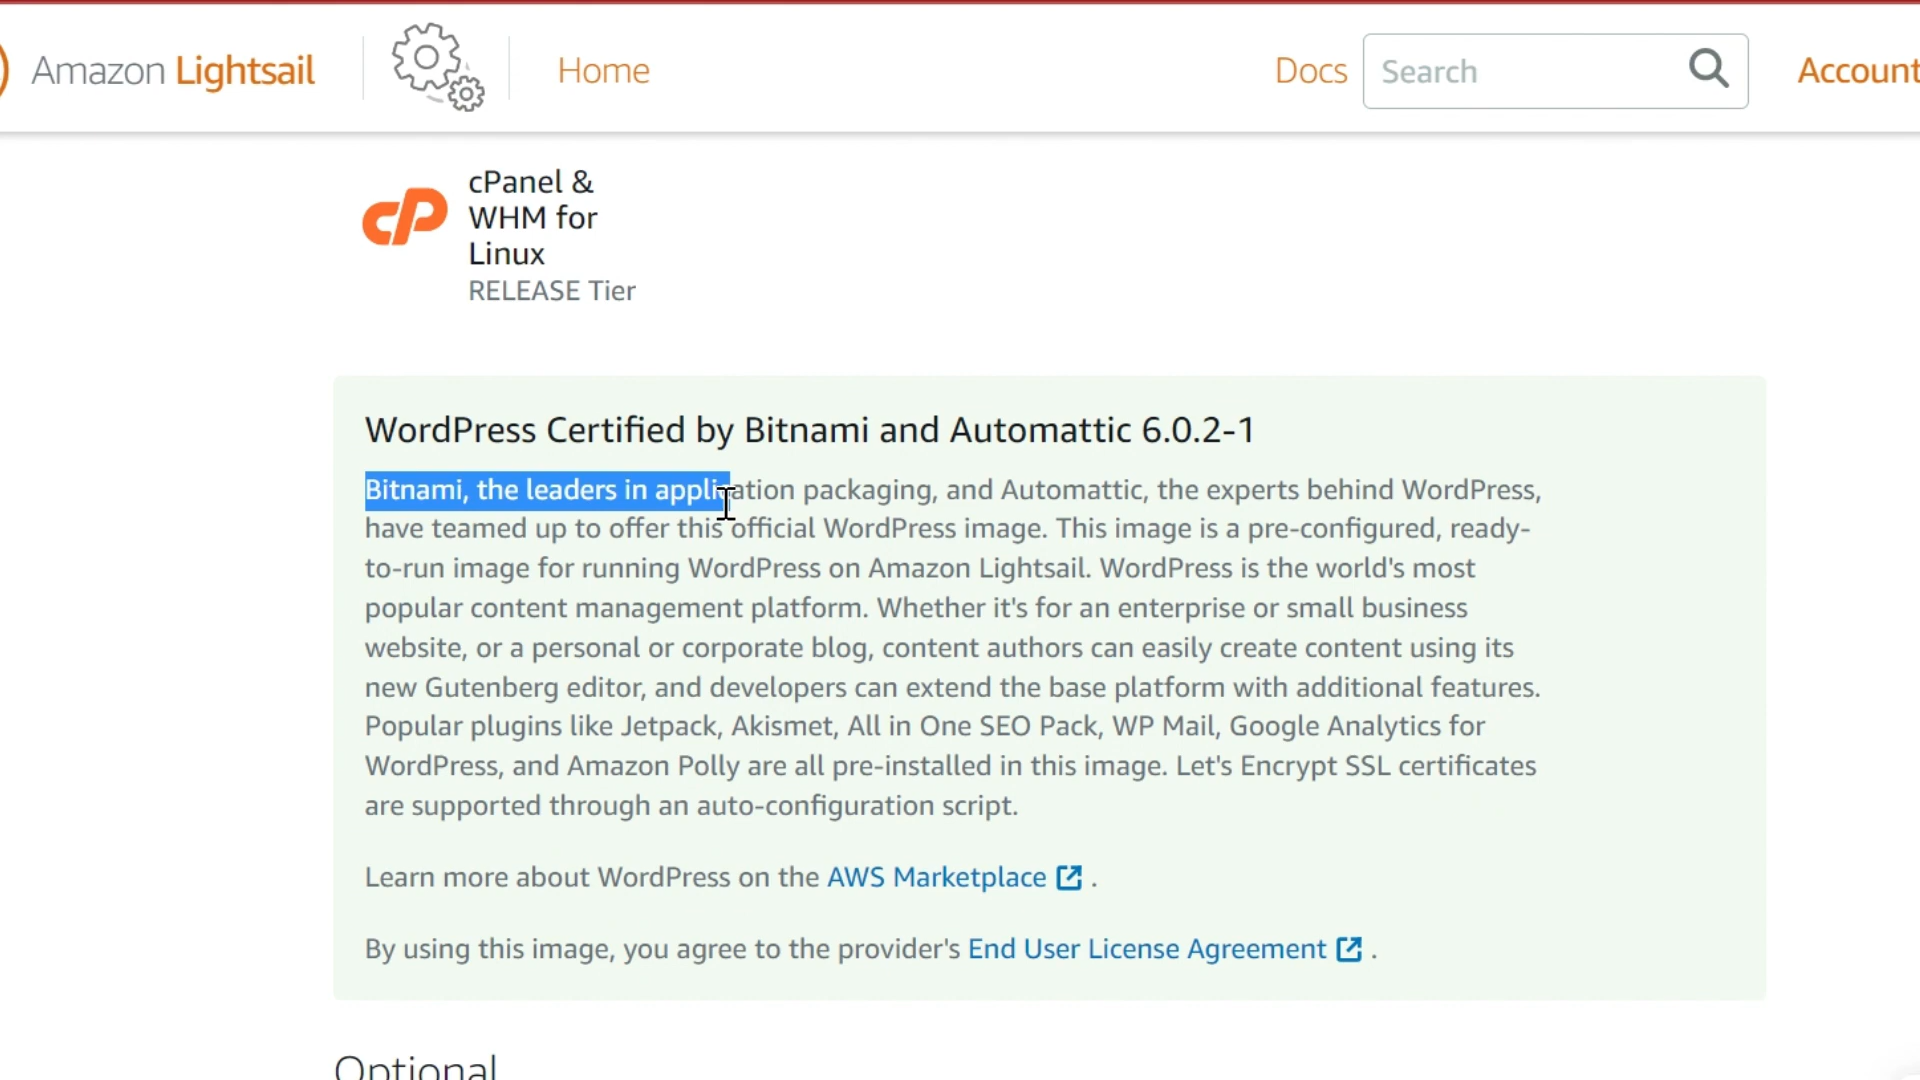 Amazon Lightsail
Home
Docs
Search
Account
cPanel &
WHM for
Linux
RELEASE Tier
WordPress Certified by Bitnami and Automattic 6.0.2-1
Bitnami, the leaders in application packaging, and Automattic, the experts behind WordPress,
have teamed up to offer this official WordPress image. This image is a pre-configured, ready-
to-run image for running WordPress on Amazon Lightsail. WordPress is the world's most
popular content management platform. Whether it's for an enterprise or small business
website, or a personal or corporate blog, content authors can easily create content using its
new Gutenberg editor, and developers can extend the base platform with additional features.
Popular plugins like Jetpack, Akismet, All in One SEO Pack, WP Mail, Google Analytics for
WordPress, and Amazon Polly are all pre-installed in this image. Let's Encrypt SSL certificates
are supported through an auto-configuration script.
Learn more about WordPress on the AWS Marketplace .
By using this image, you agree to the provider's End User License Agreement .
Optional